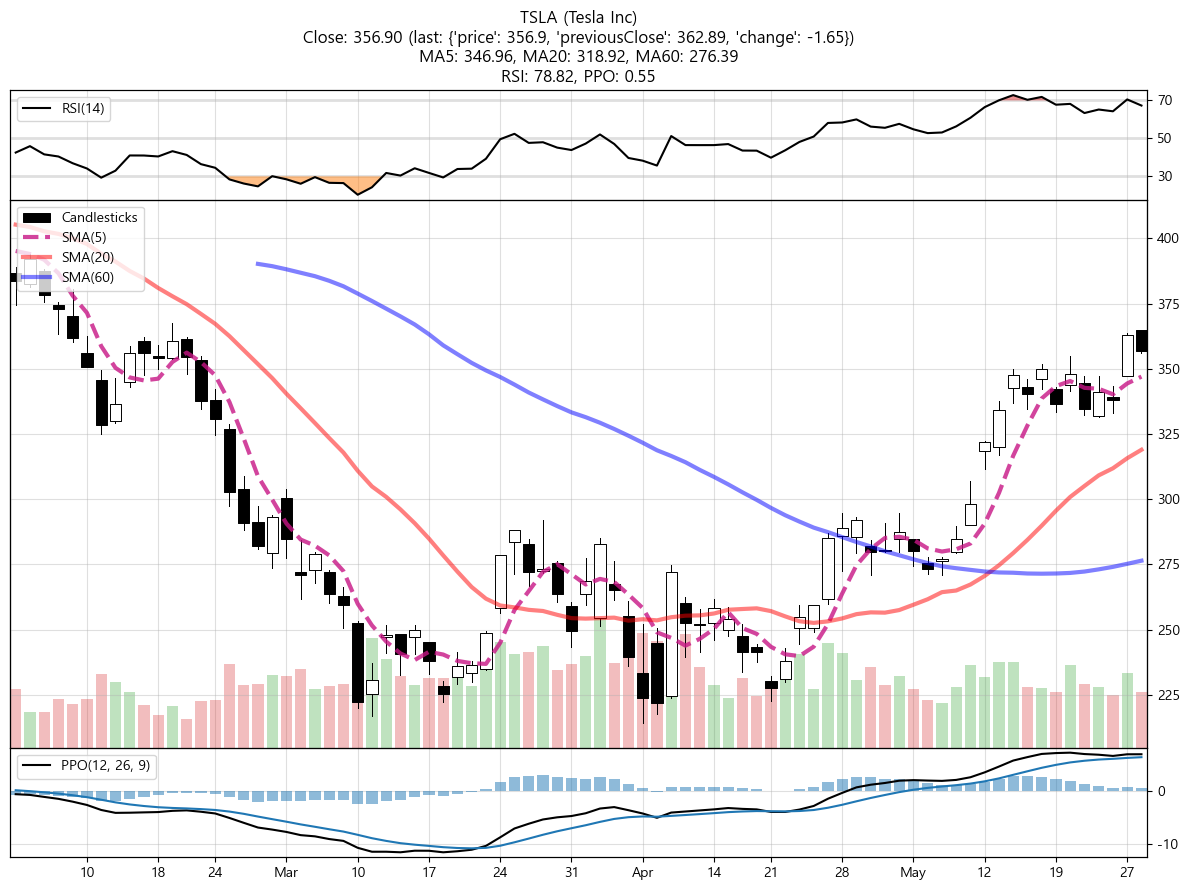 TSLA (Tesla Inc)
Close: 356.90 (last: {'price': 356.9, 'previousClose': 362.89, 'change': -1.65})
MA5: 346.96, MA20: 318.92, MA60: 276.39
RSI: 78.82, PPO: 0.55
RSI(14)
70
50
30
Candlesticks
SMA(5)
SMA(20)
SMA(60)
400
375
350
325
300
275
250
225
PPO(12, 26, 9)
0
-10
10 18 24 Mar 10 17 24 31 Apr 14 21 28 May 12 19 27